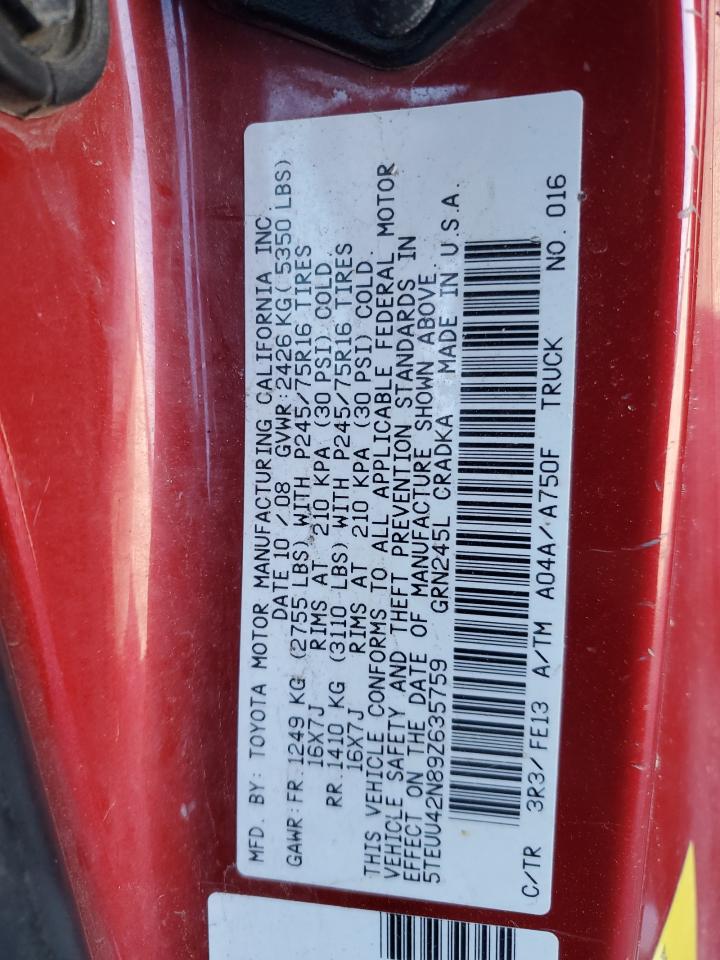 MFD. BY: TOYOTA MOTOR MANUFACTURING CALIFORNIA INC.
DATE 10 / 08 GVWR: 2426 KG ( 5350 LBS)
GAWR: FR. 1249 KG (2755 LBS) WITH P245/75R16 TIRES
16X7J RIMS AT 210 KPA (30 PSI) COLD.
RR. 1410 KG (3110 LBS) WITH P245/75R16 TIRES
16X7J RIMS AT 210 KPA (30 PSI) COLD.
THIS VEHICLE CONFORMS TO ALL APPLICABLE FEDERAL MOTOR
VEHICLE SAFETY AND THEFT PREVENTION STANDARDS IN
EFFECT ON THE DATE OF MANUFACTURE SHOWN ABOVE.
5TEUU42N89Z635759 GRN245L CRADKA MADE IN U.S.A.
C/TR 3R3/ FE13 A/TM A04A/A750F TRUCK NO. 016